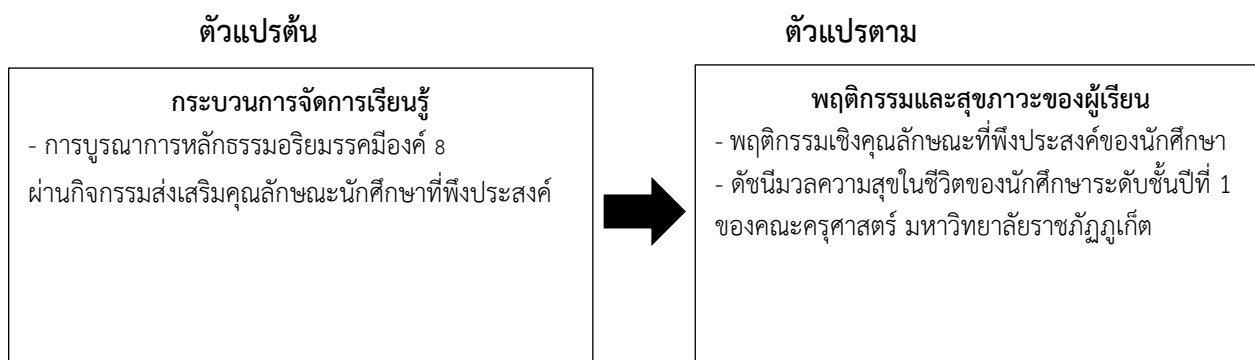 ตัวแปรต้น
ตัวแปรตาม
กระบวนการจัดการเรียนรู้
- การบูรณาการหลักธรรมอริยมรรคมีองค์ 8
ผ่านกิจกรรมส่งเสริมคุณลักษณะนักศึกษาที่พึงประสงค์
พฤติกรรมและสุขภาวะของผู้เรียน
- พฤติกรรมเชิงคุณลักษณะที่พึงประสงค์ของนักศึกษา
- ดัชนีมวลความสุขในชีวิตของนักศึกษาระดับชั้นปีที่ 1
ของคณะครุศาสตร์ มหาวิทยาลัยราชภัฏภูเก็ต